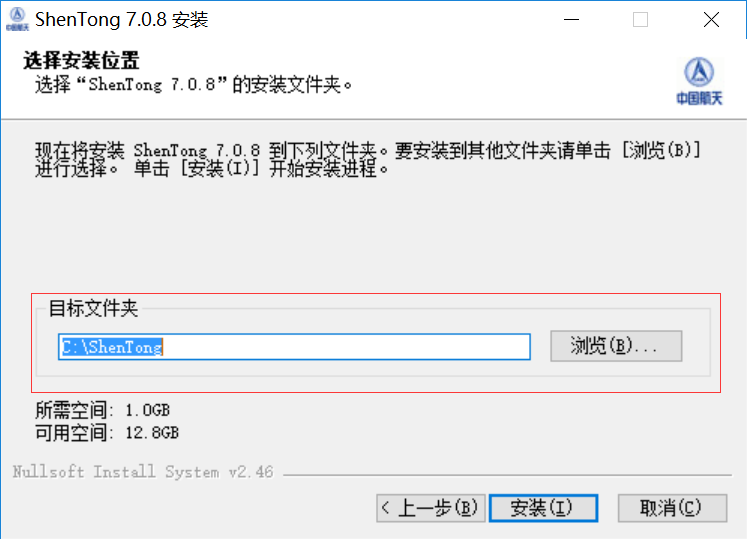 ShenTong 7.0.8 安装
选择安装位置
选择“ShenTong 7.0.8”的安装文件夹。
中国航天
现在将安装 ShenTong 7.0.8 到下列文件夹。要安装到其他文件夹请单击 [浏览(B)]
进行选择。 单击 [安装(I)] 开始安装进程。
目标文件夹
C:\ShenTong
浏览(B)...
所需空间: 1.0GB
可用空间: 12.8GB
Nullsoft Install System v2.46
< 上一步(B)
安装(I)
取消(C)